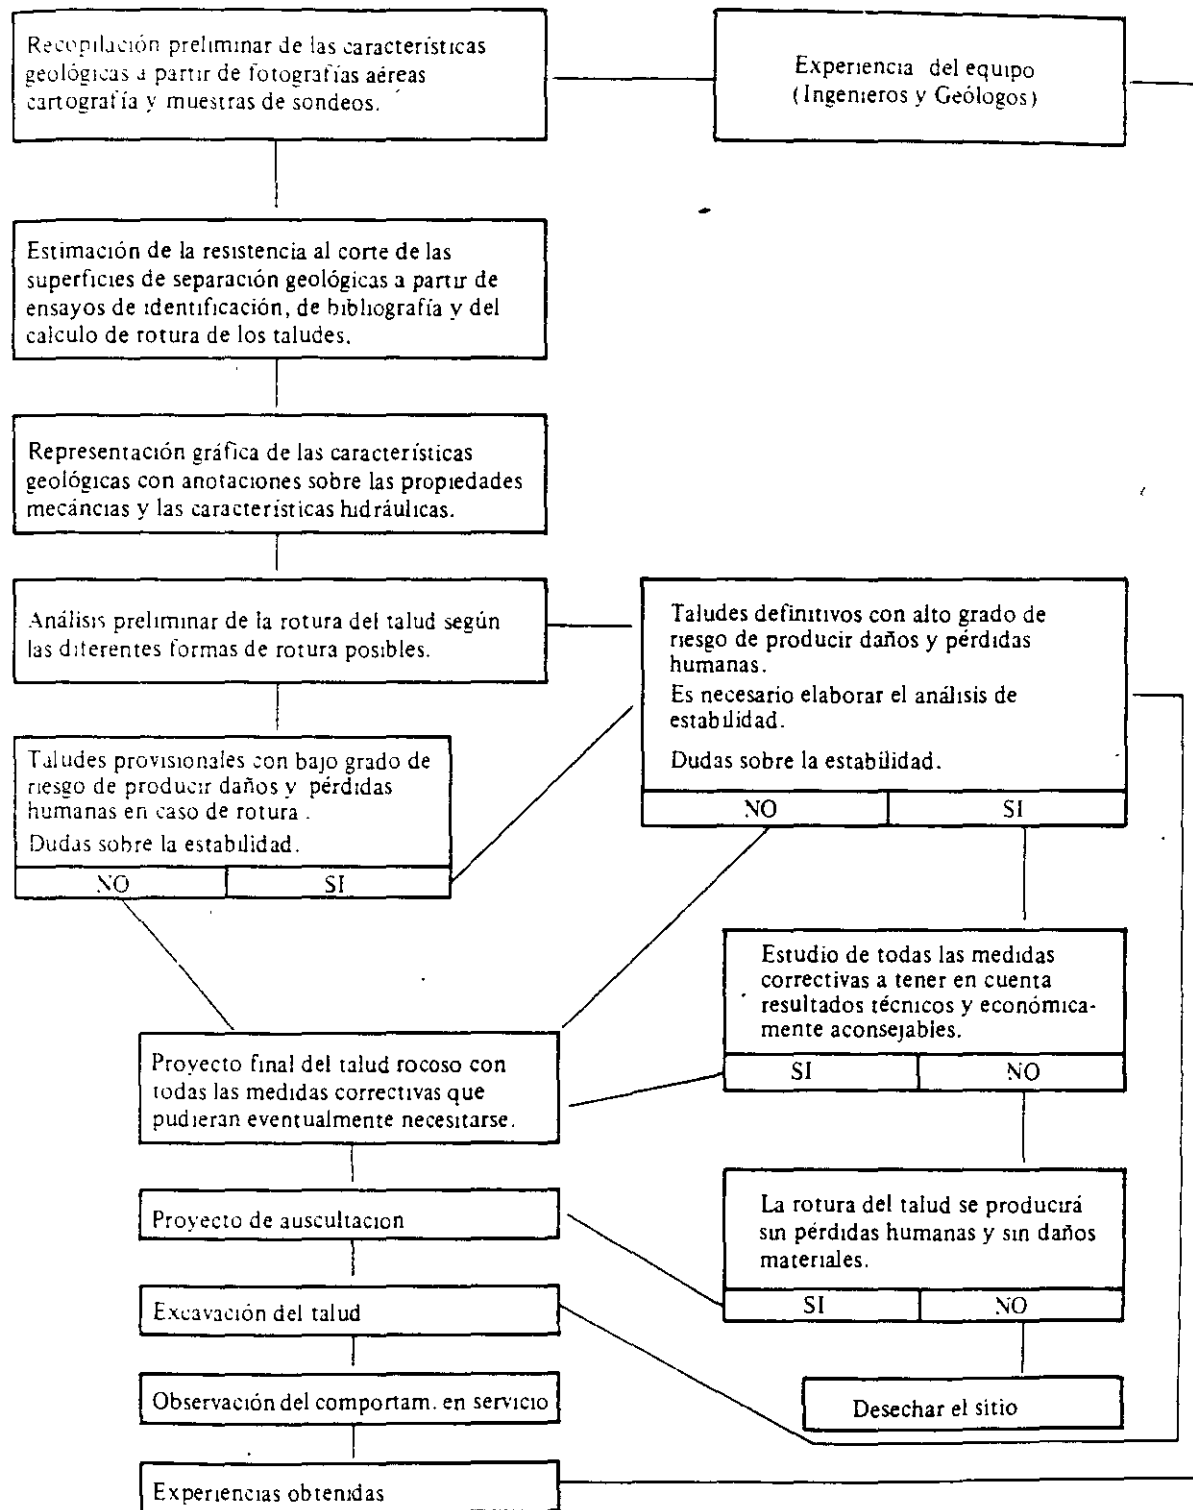 Recopilación preliminar de las características
geológicas a partir de fotografías aéreas
cartografía y muestras de sondeos.
Experiencia del equipo
(Ingenieros y Geólogos)
Estimación de la resistencia al corte de las
superficies de separación geológicas a partir de
ensayos de identificación, de bibliografía y del
calculo de rotura de los taludes.
Representación gráfica de las características
geológicas con anotaciones sobre las propiedades
mecáncias y las características hidráulicas.
Análisis preliminar de la rotura del talud según
las diferentes formas de rotura posibles.
Taludes definitivos con alto grado de
riesgo de producir daños y pérdidas
humanas.
Es necesario elaborar el análisis de
estabilidad.
Dudas sobre la estabilidad.
NO SI
Taludes provisionales con bajo grado de
riesgo de producir daños y pérdidas
humanas en caso de rotura.
Dudas sobre la estabilidad.
NO SI
Estudio de todas las medidas
correctivas a tener en cuenta
resultados técnicos y económica-
mente aconsejables.
SI NO
Proyecto final del talud rocoso con
todas las medidas correctivas que
pudieran eventualmente necesitarse.
La rotura del talud se producirá
sin pérdidas humanas y sin daños
materiales.
SI NO
Proyecto de auscultacion
Excavación del talud
Observación del comportam. en servicio
Desechar el sitio
Experiencias obtenidas